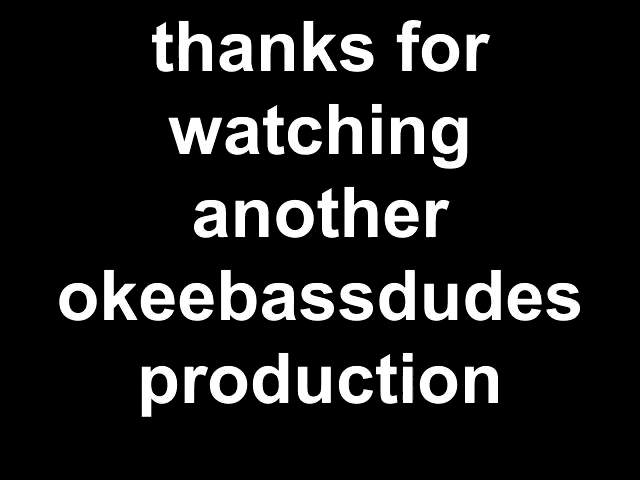 thanks for
watching
another
okeebassdudes
production